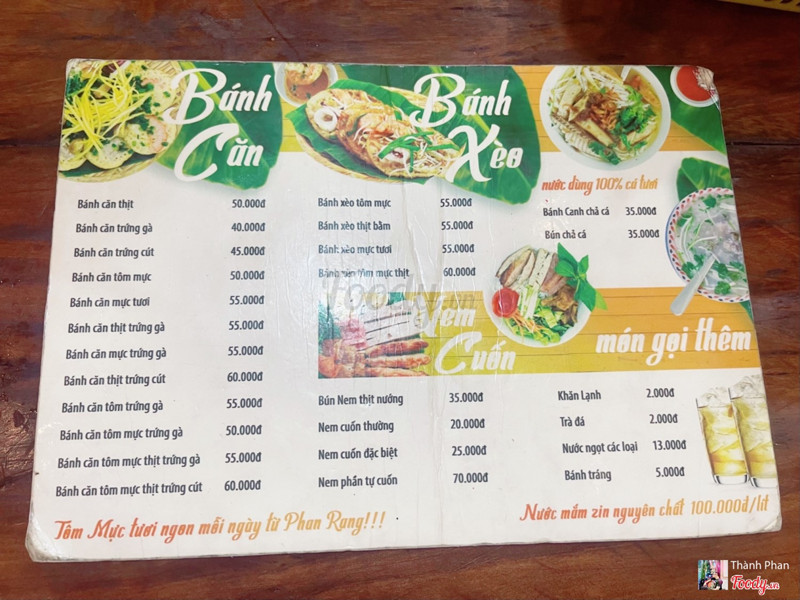 Bánh
Căn
Bánh căn thịt 50.000đ
Bánh căn trứng gà 40.000đ
Bánh căn trứng cút 45.000đ
Bánh căn tôm mực 50.000đ
Bánh căn mực tươi 55.000đ
Bánh căn thịt trứng gà 55.000đ
Bánh căn mực trứng gà 55.000đ
Bánh căn thịt trứng cút 60.000đ
Bánh căn tôm trứng gà 55.000đ
Bánh căn tôm mực trứng gà 50.000đ
Bánh căn tôm mực thịt trứng gà 55.000đ
Bánh căn tôm mực thịt trứng cút 60.000đ
Tôm Mực tươi ngon mỗi ngày từ Phan Rang!!!
Bánh
Xèo
Bánh xèo tôm mực 55.000đ
Bánh xèo thịt bằm 55.000đ
Bánh xèo mực tươi 55.000đ
Bánh xèo tôm mực thịt 60.000đ
Foody.vn
Nem
Cuốn
Bún Nem thịt nướng 35.000đ
Nem cuốn thường 20.000đ
Nem cuốn đặc biệt 25.000đ
Nem phần tự cuốn 70.000đ
nước dùng 100% cá tươi
Bánh Canh chả cá 35.000đ
Bún chả cá 35.000đ
món gọi thêm
Khăn Lạnh 2.000đ
Trà đá 2.000đ
Nước ngọt các loại 13.000đ
Bánh tráng 5.000đ
Nước mắm zin nguyên chất 100.000đ/lít
Thành Phan
Foody.vn